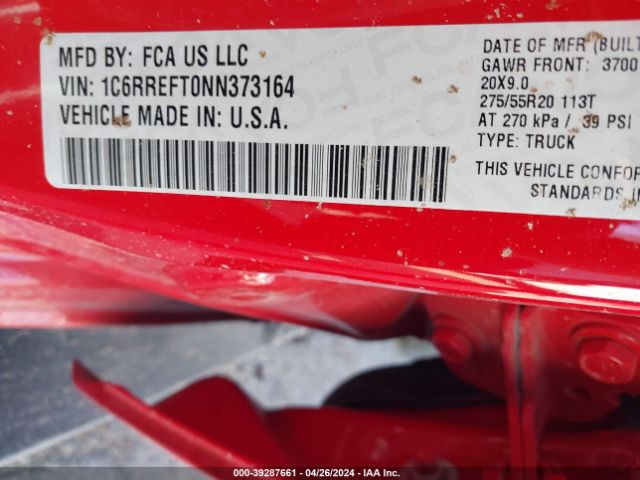 MFD BY: FCA US LLC
VIN: 1C6RREFT0NN373164
VEHICLE MADE IN: U.S.A.
DATE OF MFR (BUILT
GAWR FRONT: 3700
20X9.0
275/55R20 113T
AT 270 kPa / 39 PSI
TYPE: TRUCK
THIS VEHICLE CONFOR
STANDARDS IN
000-39287661 - 04/26/2024 - IAA Inc.